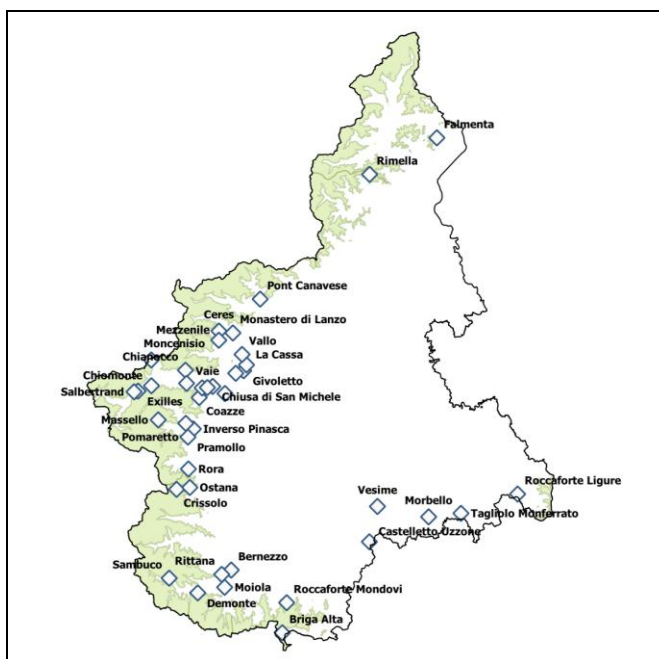 Falmenta
Rimella
Pont Canavese
Ceres
Monastero di Lanzo
Mezzenile
Moncenisio
Vallo
Chianocco
La Cassa
Vaie
Chiomonte
Givoletto
Salbertrand
Exilles
Chiusa di San Michele
Coazze
Massello
Inverso Pinasca
Pomaretto
Pramollo
Rora
Ostana
Crissolo
Roccaforte Ligure
Vesime
Morbello
Tagliolo Monferrato
Castelletto Uzzone
Bernezzo
Rittana
Sambuco
Moiola
Demonte
Roccaforte Mondovi
Briga Alta